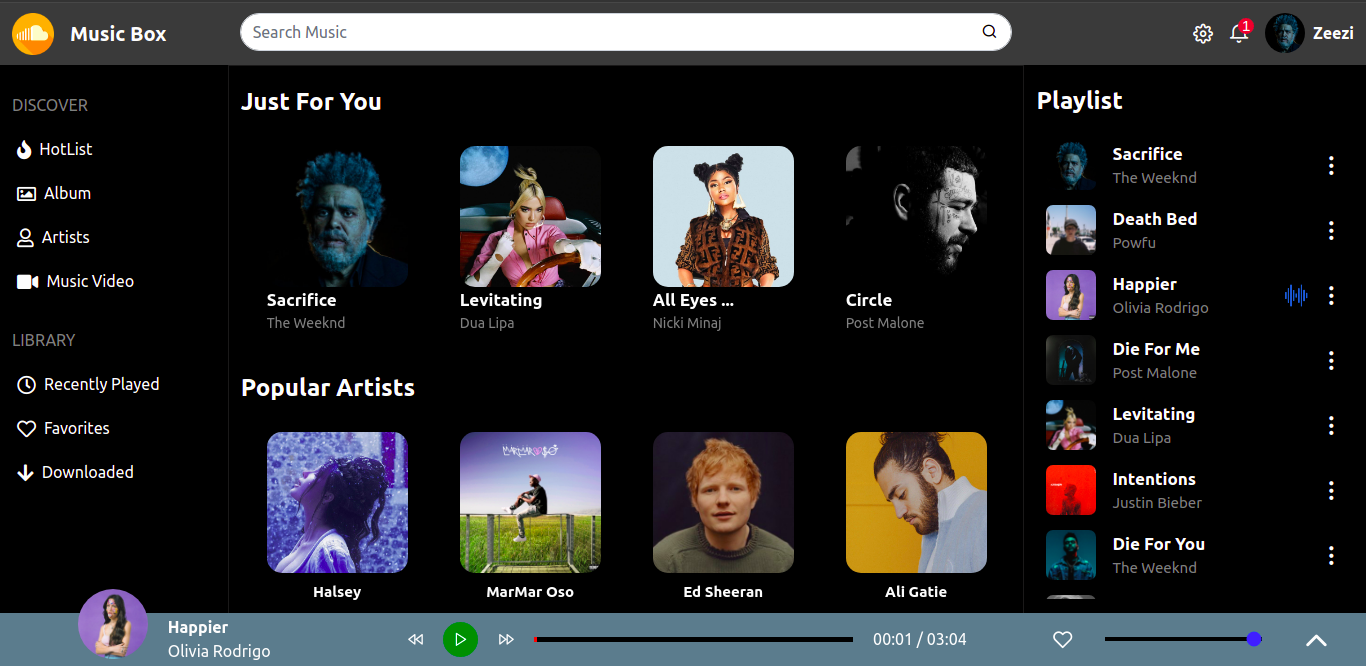 Music Box
Search Music
1
Zeezi
DISCOVER
HotList
Album
Artists
Music Video
LIBRARY
Recently Played
Favorites
Downloaded
Just For You
Sacrifice
The Weeknd
Levitating
Dua Lipa
All Eyes ...
Nicki Minaj
Circle
Post Malone
Popular Artists
Halsey
MarMar Oso
Ed Sheeran
Ali Gatie
Playlist
Sacrifice
The Weeknd
Death Bed
Powfu
Happier
Olivia Rodrigo
Die For Me
Post Malone
Levitating
Dua Lipa
Intentions
Justin Bieber
Die For You
The Weeknd
Happier
Olivia Rodrigo
00:01 / 03:04